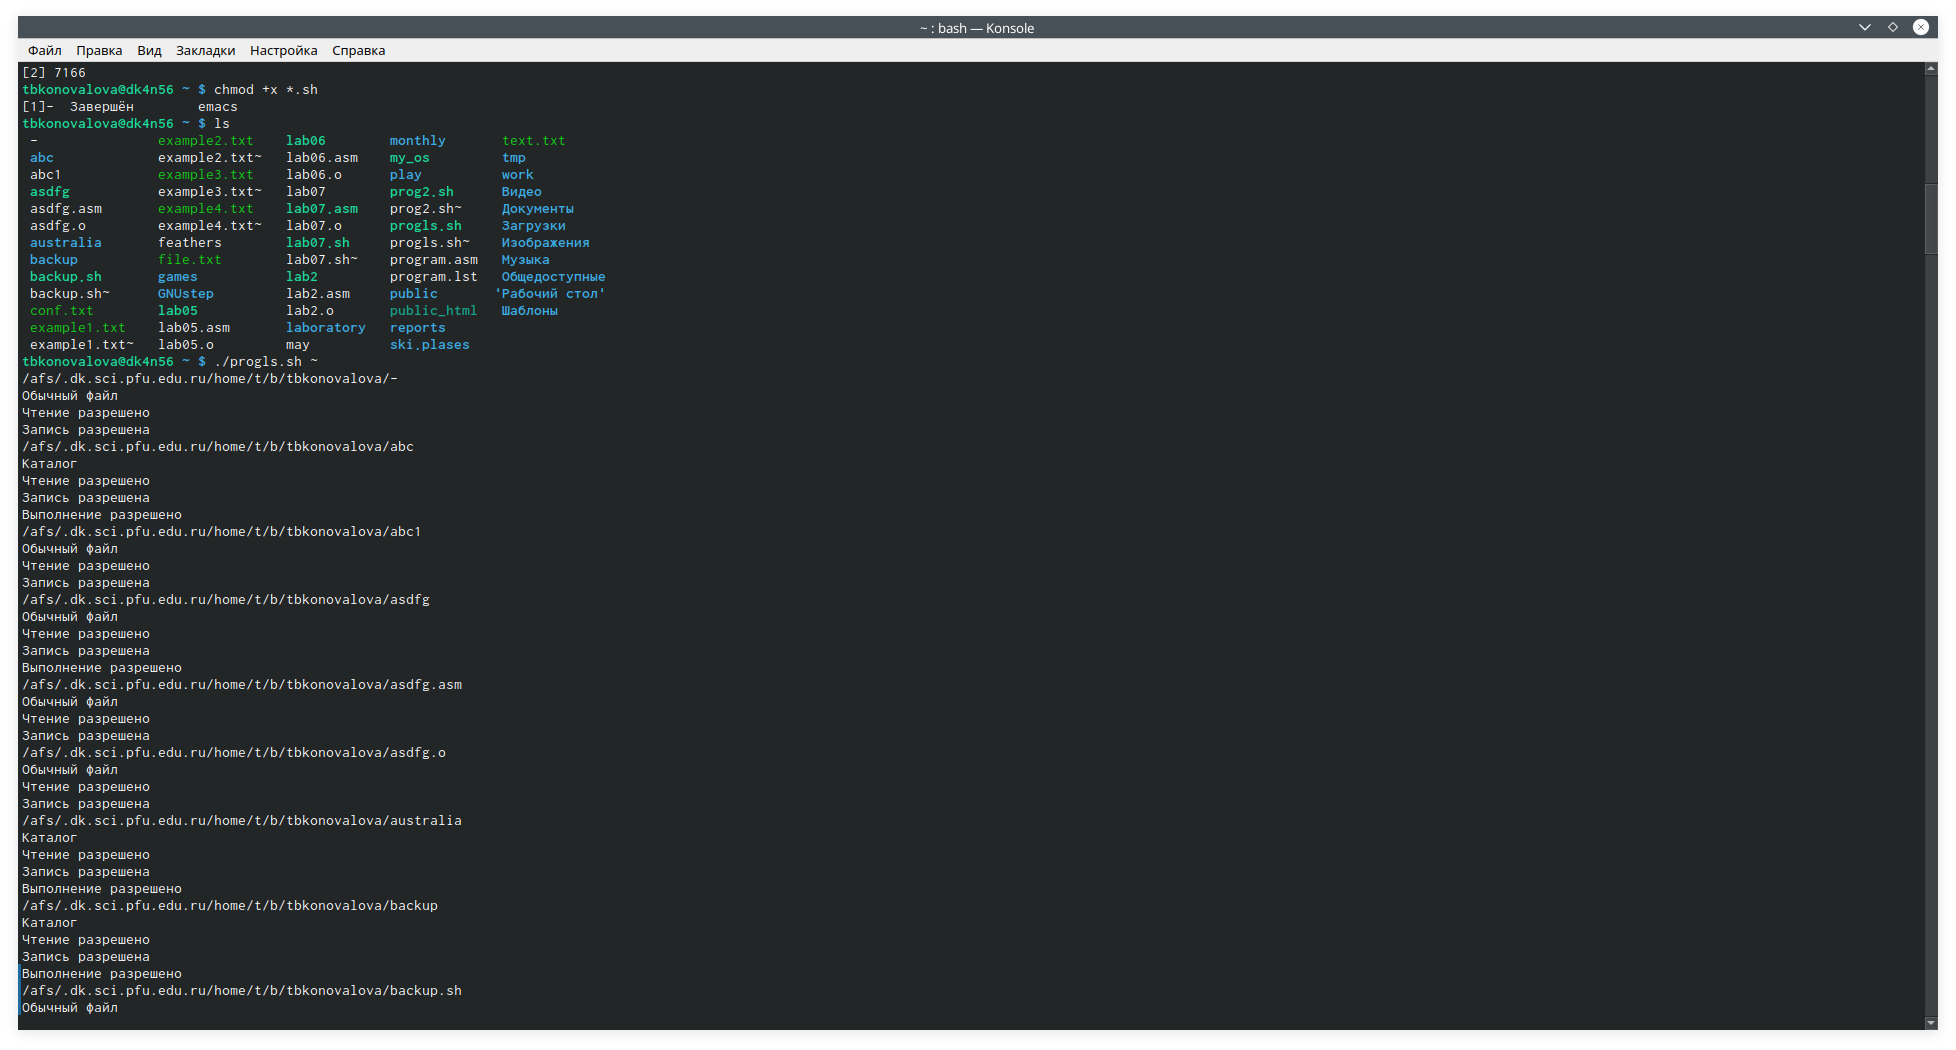 ~ : bash — Konsole
Файл Правка Вид Закладки Настройка Справка
[2] 7166
tbkonovalova@dk4n56 ~ $ chmod +x *.sh
[1]-  Завершён        emacs
tbkonovalova@dk4n56 ~ $ ls
- example2.txt lab06 monthly text.txt
abc example2.txt~ lab06.asm my_os tmp
abc1 example3.txt lab06.o play work
asdfg example3.txt~ lab07 prog2.sh Видео
asdfg.asm example4.txt lab07.asm prog2.sh~ Документы
asdfg.o example4.txt~ lab07.o progls.sh Загрузки
australia feathers lab07.sh progls.sh~ Изображения
backup file.txt lab07.sh~ program.asm Музыка
backup.sh games lab2 program.lst Общедоступные
backup.sh~ GNUstep lab2.asm public 'Рабочий стол'
conf.txt lab05 lab2.o public_html Шаблоны
example1.txt lab05.asm laboratory reports
example1.txt~ lab05.o may ski.plases
tbkonovalova@dk4n56 ~ $ ./progls.sh ~
/afs/.dk.sci.pfu.edu.ru/home/t/b/tbkonovalova/-
Обычный файл
Чтение разрешено
Запись разрешена
/afs/.dk.sci.pfu.edu.ru/home/t/b/tbkonovalova/abc
Каталог
Чтение разрешено
Запись разрешена
Выполнение разрешено
/afs/.dk.sci.pfu.edu.ru/home/t/b/tbkonovalova/abc1
Обычный файл
Чтение разрешено
Запись разрешена
/afs/.dk.sci.pfu.edu.ru/home/t/b/tbkonovalova/asdfg
Обычный файл
Чтение разрешено
Запись разрешена
Выполнение разрешено
/afs/.dk.sci.pfu.edu.ru/home/t/b/tbkonovalova/asdfg.asm
Обычный файл
Чтение разрешено
Запись разрешена
/afs/.dk.sci.pfu.edu.ru/home/t/b/tbkonovalova/asdfg.o
Обычный файл
Чтение разрешено
Запись разрешена
/afs/.dk.sci.pfu.edu.ru/home/t/b/tbkonovalova/australia
Каталог
Чтение разрешено
Запись разрешена
Выполнение разрешено
/afs/.dk.sci.pfu.edu.ru/home/t/b/tbkonovalova/backup
Каталог
Чтение разрешено
Запись разрешена
Выполнение разрешено
/afs/.dk.sci.pfu.edu.ru/home/t/b/tbkonovalova/backup.sh
Обычный файл